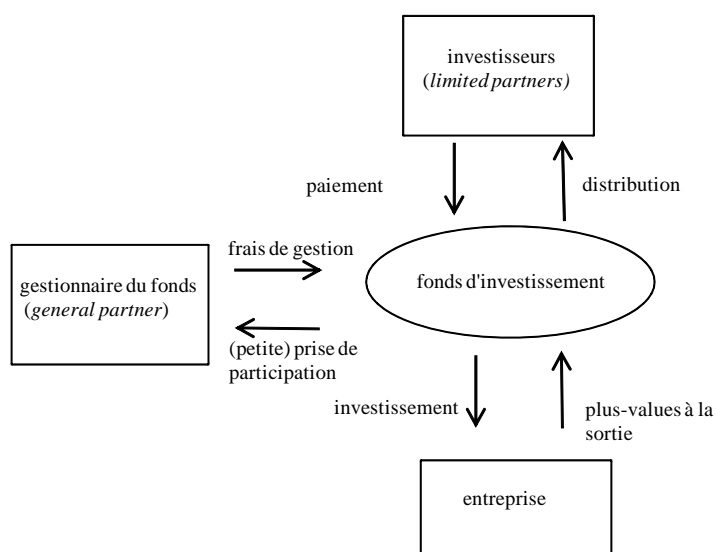 investisseurs
(limited partners)
paiement
distribution
frais de gestion
gestionnaire du fonds
(general partner)
fonds d'investissement
(petite) prise de
participation
investissement
plus-values à la
sortie
entreprise